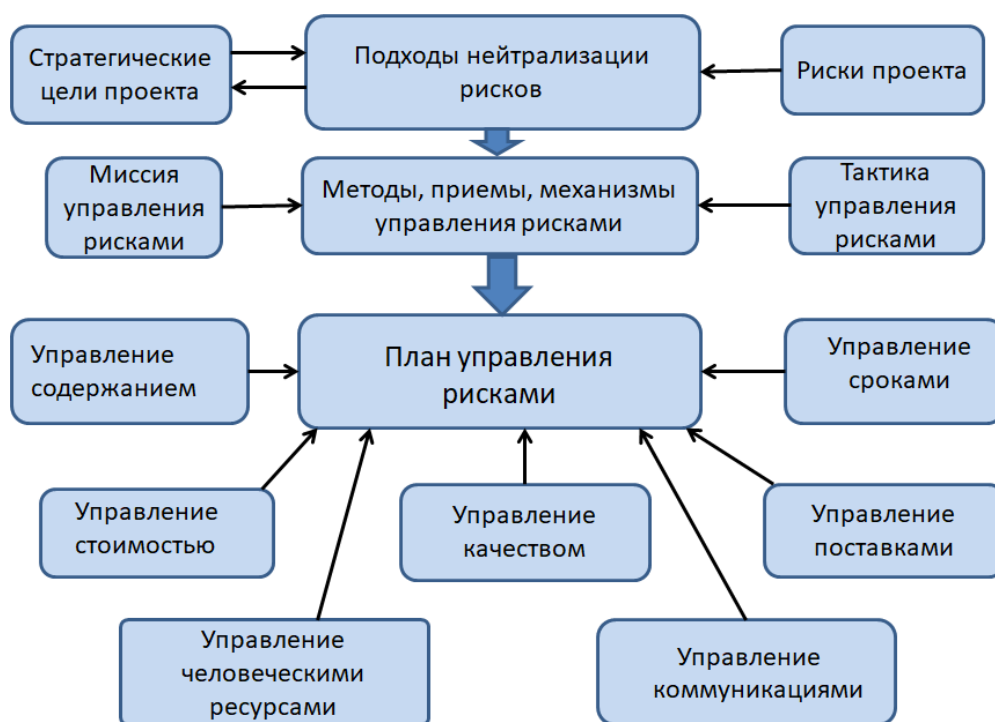 Стратегические
цели проекта
Подходы нейтрализации
рисков
Риски проекта
Миссия
управления
рисками
Методы, приемы, механизмы
управления рисками
Тактика
управления
рисками
Управление
содержанием
План управления
рисками
Управление
сроками
Управление
стоимостью
Управление
качеством
Управление
поставками
Управление
человеческими
ресурсами
Управление
коммуникациями